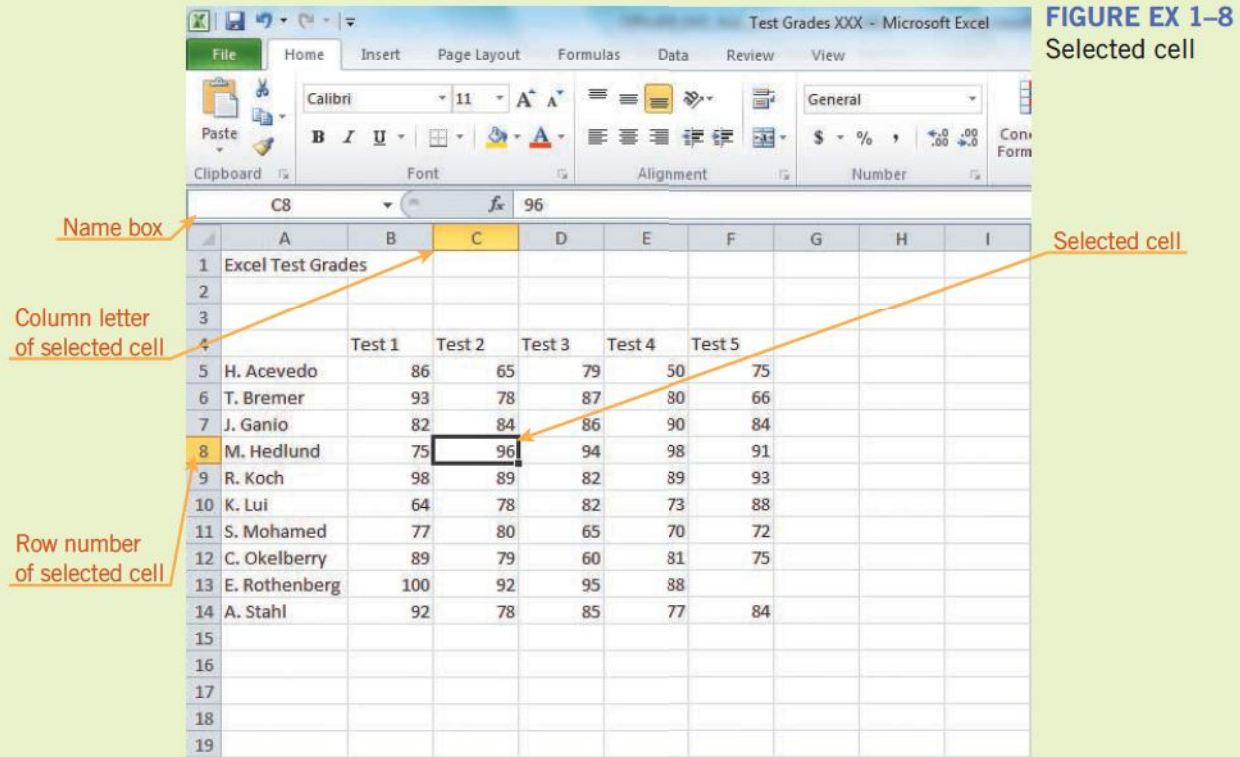 FIGURE EX 1–8
Selected cell
Test Grades XXX - Microsoft Excel
File Home Insert Page Layout Formulas Data Review View
Paste
Calibri 11 A A
B I U A
General
$ % , .0 .00 .00 .0
Clipboard Font Alignment Number
C8 fx 96
Name box
Selected cell
Column letter
of selected cell
Row number
of selected cell
A B C D E F G H I
1 Excel Test Grades
2
3
4 Test 1 Test 2 Test 3 Test 4 Test 5
5 H. Acevedo 86 65 79 50 75
6 T. Bremer 93 78 87 80 66
7 J. Ganio 82 84 86 90 84
8 M. Hedlund 75 96 94 98 91
9 R. Koch 98 89 82 89 93
10 K. Lui 64 78 82 73 88
11 S. Mohamed 77 80 65 70 72
12 C. Okelberry 89 79 60 81 75
13 E. Rothenberg 100 92 95 88
14 A. Stahl 92 78 85 77 84
15
16
17
18
19